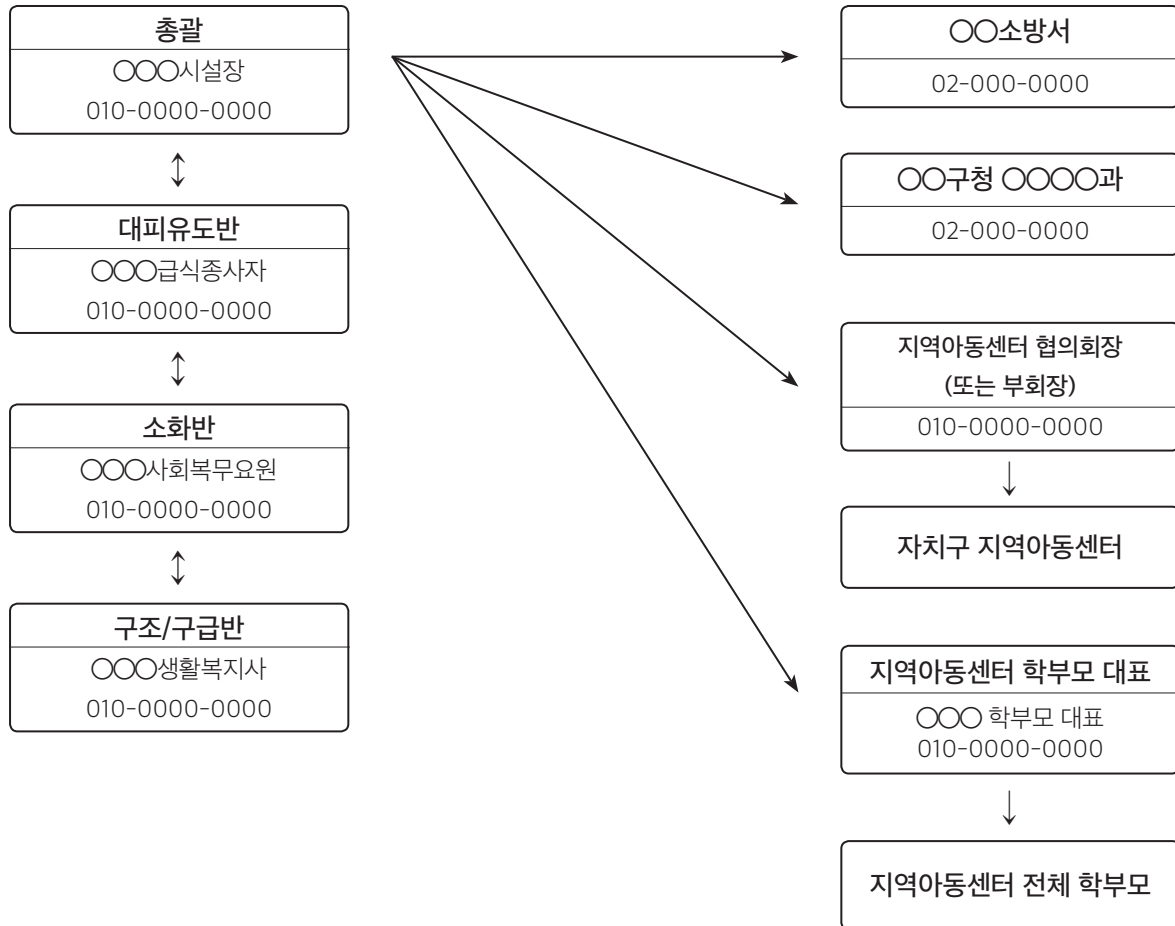 총괄
○○○시설장
010-0000-0000
대피유도반
○○○급식종사자
010-0000-0000
소화반
○○○사회복무요원
010-0000-0000
구조/구급반
○○○생활복지사
010-0000-0000
○○소방서
02-000-0000
○○구청 ○○○○과
02-000-0000
지역아동센터 협의회장
(또는 부회장)
010-0000-0000
자치구 지역아동센터
지역아동센터 학부모 대표
○○○ 학부모 대표
010-0000-0000
지역아동센터 전체 학부모